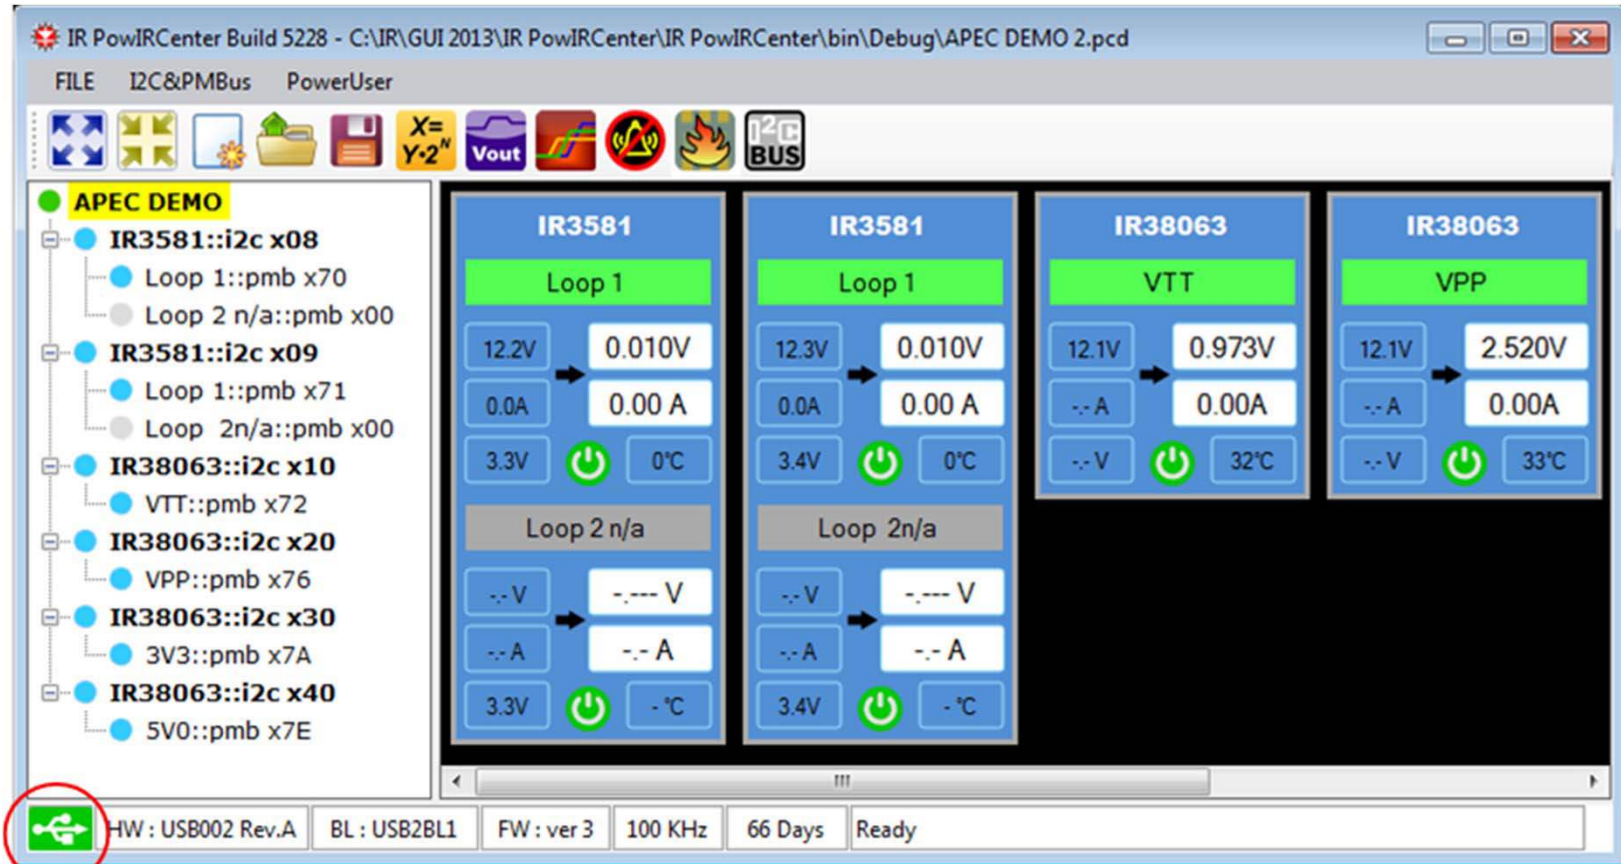 IR PowIRCenter Build 5228 - C:\IR\GUI 2013\IR PowIRCenter\IR PowIRCenter\bin\Debug\APEC DEMO 2.pcd
FILE I2C&PMBus PowerUser
X=
Y·2^N
Vout
I²C
BUS
APEC DEMO
IR3581::i2c x08
Loop 1::pmb x70
Loop 2 n/a::pmb x00
IR3581::i2c x09
Loop 1::pmb x71
Loop  2n/a::pmb x00
IR38063::i2c x10
VTT::pmb x72
IR38063::i2c x20
VPP::pmb x76
IR38063::i2c x30
3V3::pmb x7A
IR38063::i2c x40
5V0::pmb x7E
IR3581
Loop 1
12.2V 0.010V
0.0A 0.00 A
3.3V 0°C
Loop 2 n/a
-.- V -.--- V
-.- A -.- A
3.3V - °C
IR3581
Loop 1
12.3V 0.010V
0.0A 0.00 A
3.4V 0°C
Loop  2n/a
-.- V -.--- V
-.- A -.- A
3.4V - °C
IR38063
VTT
12.1V 0.973V
-.- A 0.00A
-.- V 32°C
IR38063
VPP
12.1V 2.520V
-.- A 0.00A
-.- V 33°C
HW : USB002 Rev.A BL : USB2BL1 FW : ver 3 100 KHz 66 Days Ready